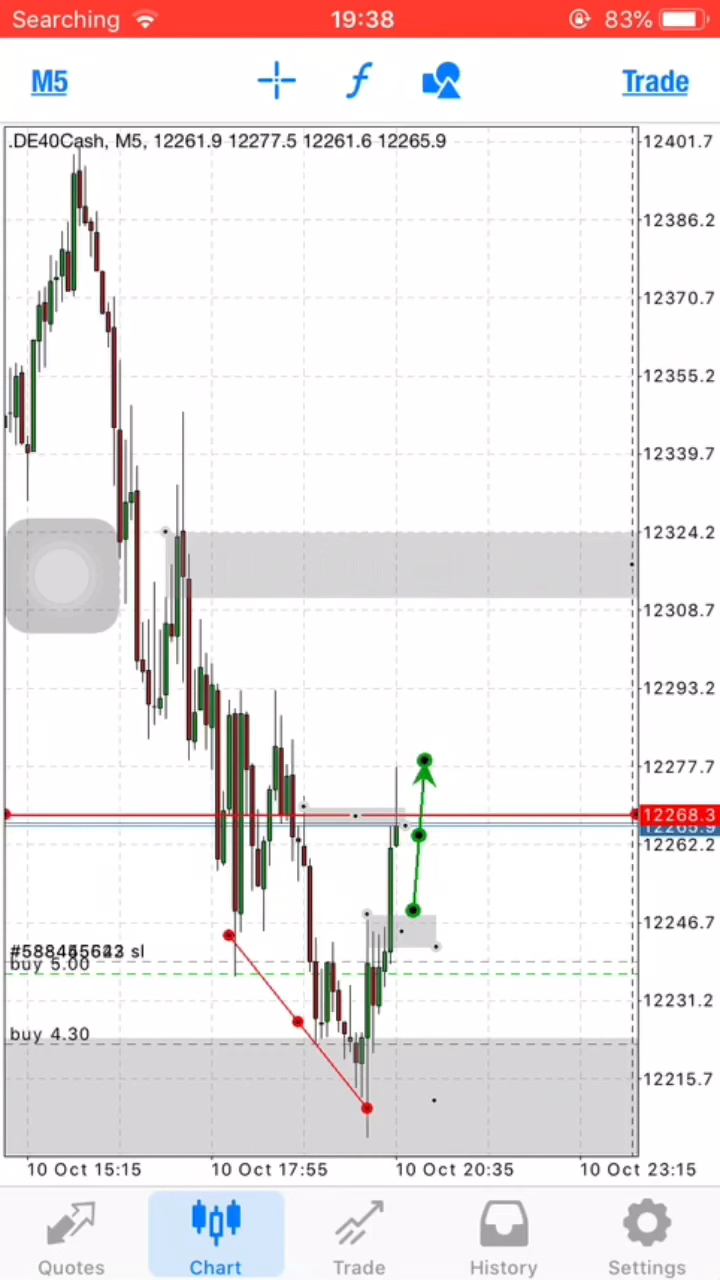 Searching 19:38 83%
M5 f Trade
.DE40Cash, M5, 12261.9 12277.5 12261.6 12265.9
12401.7
12386.2
12370.7
12355.2
12339.7
12324.2
12308.7
12293.2
12277.7
12268.3
12265.9
12262.2
12246.7
sl
buy 5.00
12231.2
buy 4.30
12215.7
10 Oct 15:15 10 Oct 17:55 10 Oct 20:35 10 Oct 23:15
Quotes Chart Trade History Settings